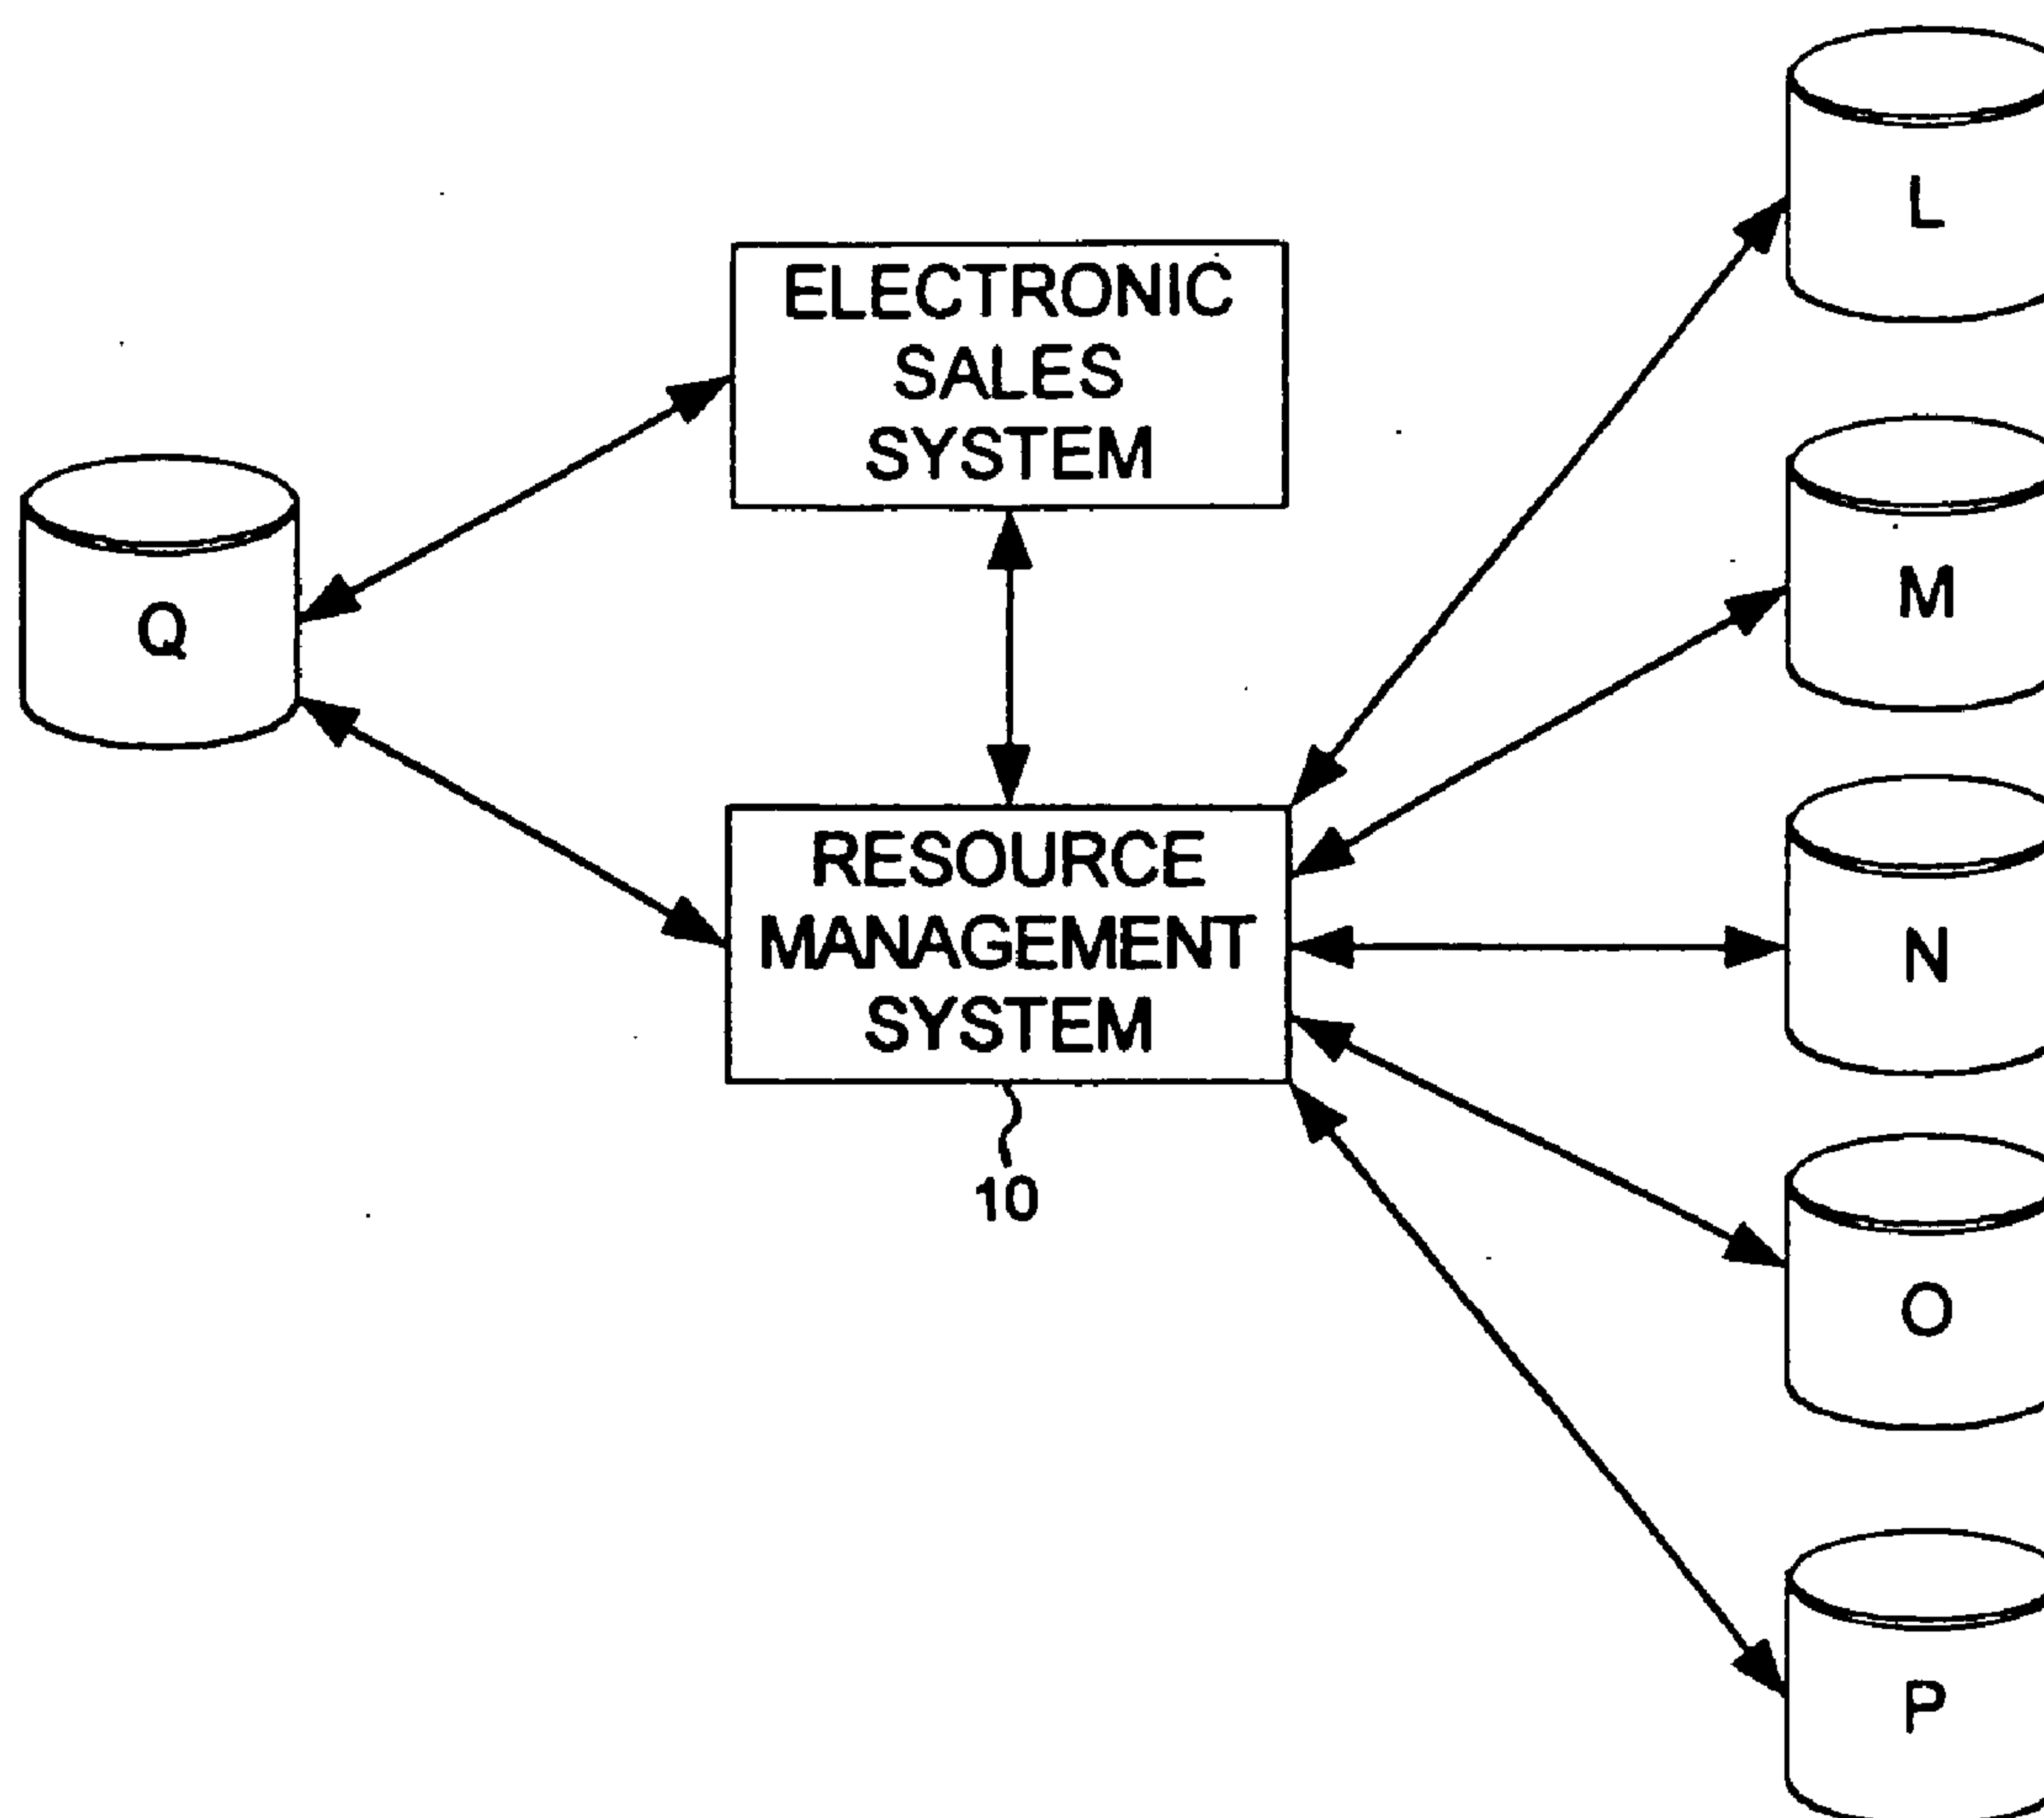 L
ELECTRONIC
SALES
SYSTEM
M
Q
RESOURCE
MANAGEMENT
SYSTEM
N
10
O
P